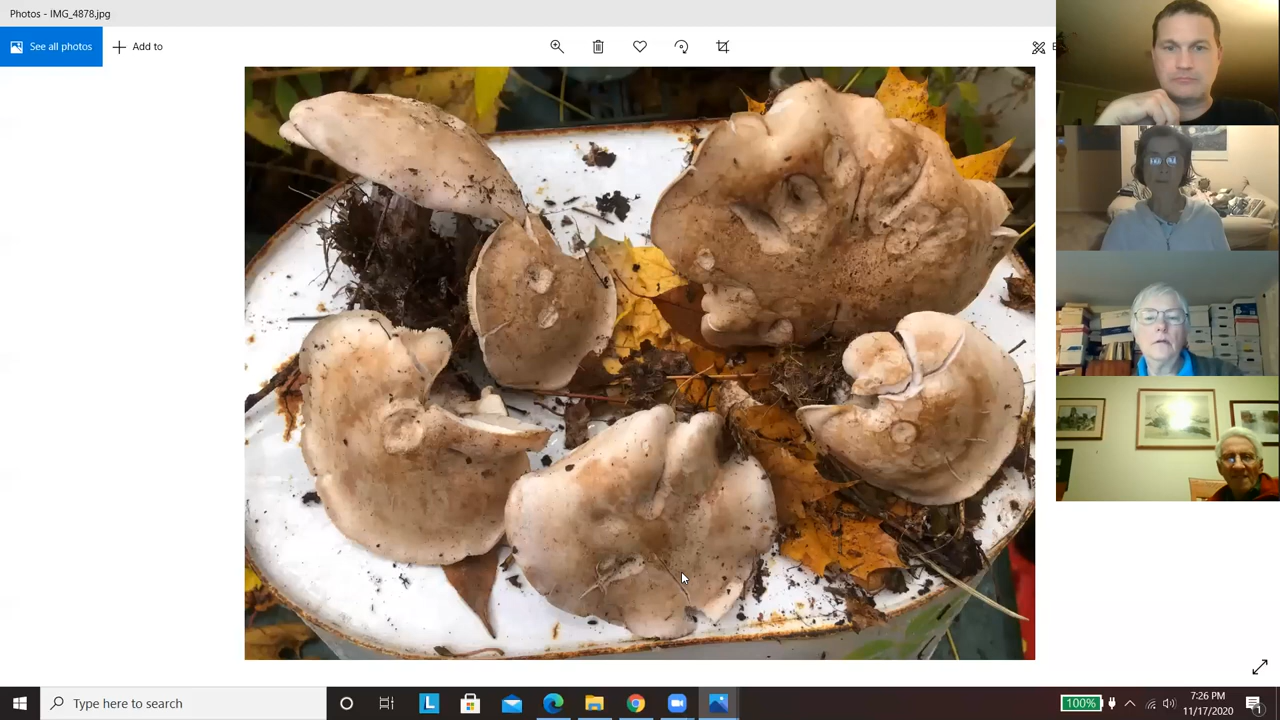 Photos - IMG_4878.jpg
See all photos
Add to
Type here to search
L
100%
7:26 PM
11/17/2020
1